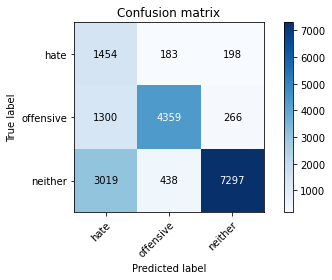 Confusion matrix
True label
hate
1454 183 198
offensive
1300 4359 266
neither
3019 438 7297
hate
offensive
neither
Predicted label
7000
6000
5000
4000
3000
2000
1000